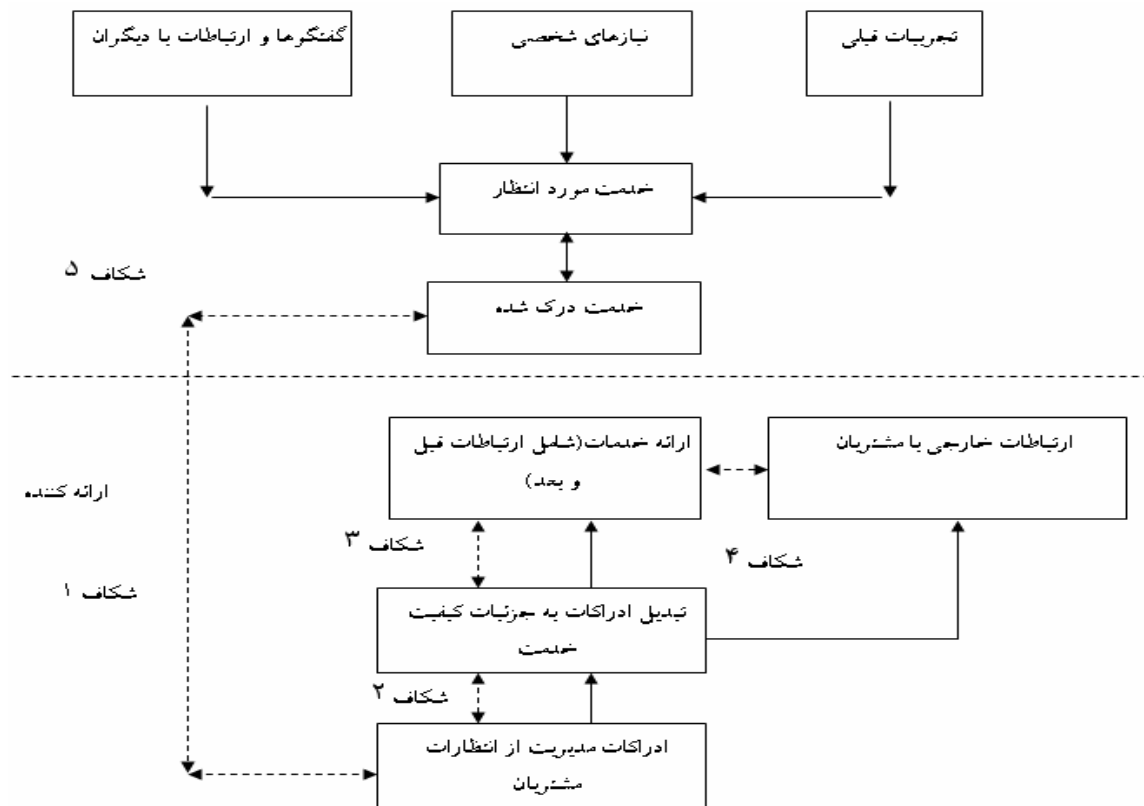 گفتگوها و ارتباطات با دیگران
نیازهای شخصی
تجربیات قبلی
خدمت مورد انتظار
شکاف ۵
خدمت درک شده
ارائه خدمات(شامل ارتباطات قبل
و بعد)
ارتباطات خارجی با مشتریان
ارائه کننده
شکاف ۳
شکاف ۴
شکاف ۱
تبدیل ادراکات به جزئیات کیفیت
خدمت
شکاف ۲
ادراکات مدیریت از انتظارات
مشتریان